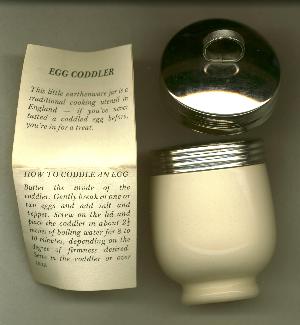 EGG CODDLER
This little earthenware jar is a
traditional cooking utensil in
England — if you've never
tasted a coddled egg before,
you're in for a treat.
HOW TO CODDLE AN EGG
Butter the inside of the
coddler. Gently break in one or
two eggs and add salt and
pepper. Screw on the lid and
place the coddler in about 2½
inches of boiling water for 8 to
10 minutes, depending on the
degree of firmness desired.
Serve in the coddler or over